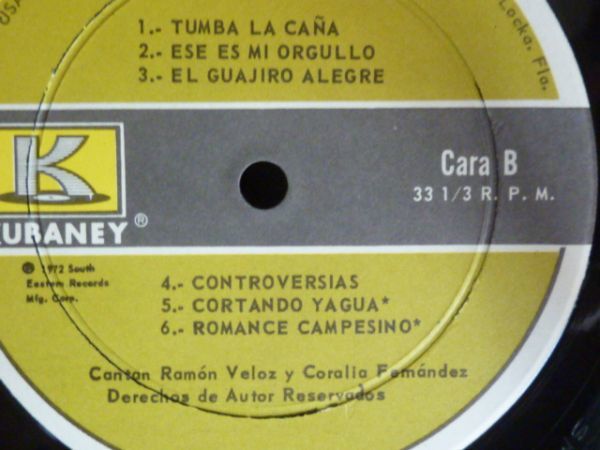 USA
Locka. Fla.
1.- TUMBA LA CAÑA
2.- ESE ES MI ORGULLO
3.- EL GUAJIRO ALEGRE
K
KUBANEY®
Cara B
33 1/3 R. P. M.
℗ 1972 South
Eastern Records
Mfg. Corp.
4.- CONTROVERSIAS
5.- CORTANDO YAGUA*
6.- ROMANCE CAMPESINO*
Cantan Ramón Veloz y Coralia Fernández
Derechos de Autor Reservados